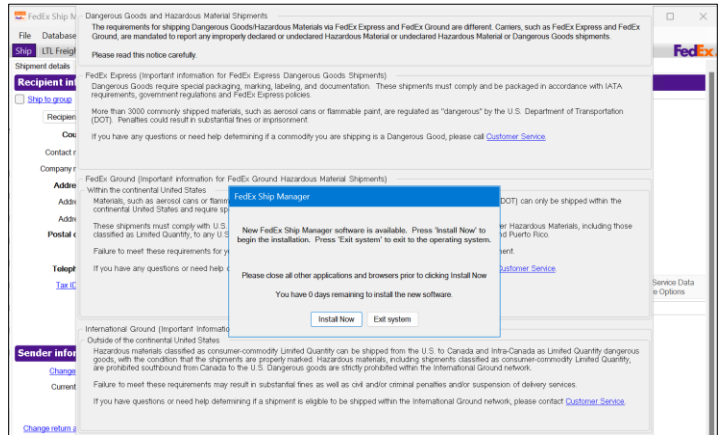 FedEx Ship M
File Database
Ship LTL Freigh
FedEx
Shipment details
Recipient inf
Ship to group
Recipien
Cou
Contact n
Company n
Addre
Addre
Addre
Postal c
Teleph
Tax ID
Sender infor
Change
Current
Change return a
Service Data
e Options
Dangerous Goods and Hazardous Material Shipments
The requirements for shipping Dangerous Goods/Hazardous Materials via FedEx Express and FedEx Ground are different. Carriers, such as FedEx Express and FedEx
Ground, are mandated to report any improperly declared or undeclared Hazardous Material or undeclared Hazardous Material or Dangerous Goods shipments.
Please read this notice carefully.
FedEx Express (Important information for FedEx Express Dangerous Goods Shipments)
Dangerous Goods require special packaging, marking, labeling, and documentation. These shipments must comply and be packaged in accordance with IATA
requirements, government regulations and FedEx Express policies.
More than 3000 commonly shipped materials, such as aerosol cans or flammable paint, are regulated as "dangerous" by the U.S. Department of Transportation
(DOT). Penalties could result in substantial fines or imprisonment.
If you have any questions or need help determining if a commodity you are shipping is a Dangerous Good, please call Customer Service.
FedEx Ground (Important information for FedEx Ground Hazardous Material Shipments)
Within the continental United States
Materials, such as aerosol cans or flamm
DOT) can only be shipped within the
continental United States and require sp
These shipments must comply with U.S.
er Hazardous Materials, including those
classified as Limited Quantity, to any U.S
d Puerto Rico.
Failure to meet these requirements for y
ent.
If you have any questions or need help d
Customer Service.
FedEx Ship Manager
New FedEx Ship Manager software is available. Press 'Install Now' to
begin the installation. Press 'Exit system' to exit to the operating system.
Please close all other applications and browsers prior to clicking Install Now
You have 0 days remaining to install the new software.
Install Now Exit system
International Ground (Important Informatio
Outside of the continental United States
Hazardous materials classified as consumer-commodity Limited Quantity can be shipped from the U.S. to Canada and Intra-Canada as Limited Quantity dangerous
goods, with the condition that the shipments are properly marked. Hazardous materials, including shipments classified as consumer-commodity Limited Quantity,
are prohibited southbound from Canada to the U.S. Dangerous goods are strictly prohibited within the International Ground network.
Failure to meet these requirements may result in substantial fines as well as civil and/or criminal penalties and/or suspension of delivery services.
If you have any questions or need help determining if a shipment is eligible to be shipped within the International Ground network, please contact Customer Service.